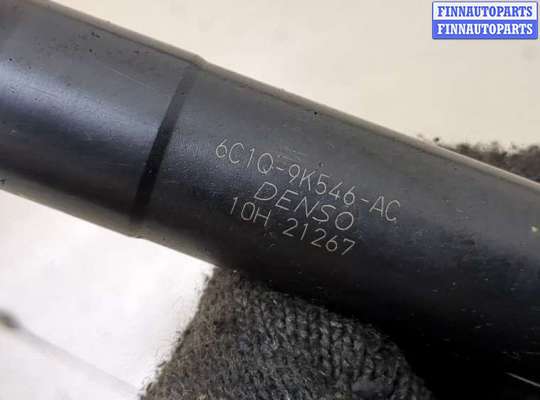 FINNAUTOPARTS
FINNAUTOPARTS
6C1Q-9K546-AC
DENSO
10H 21267